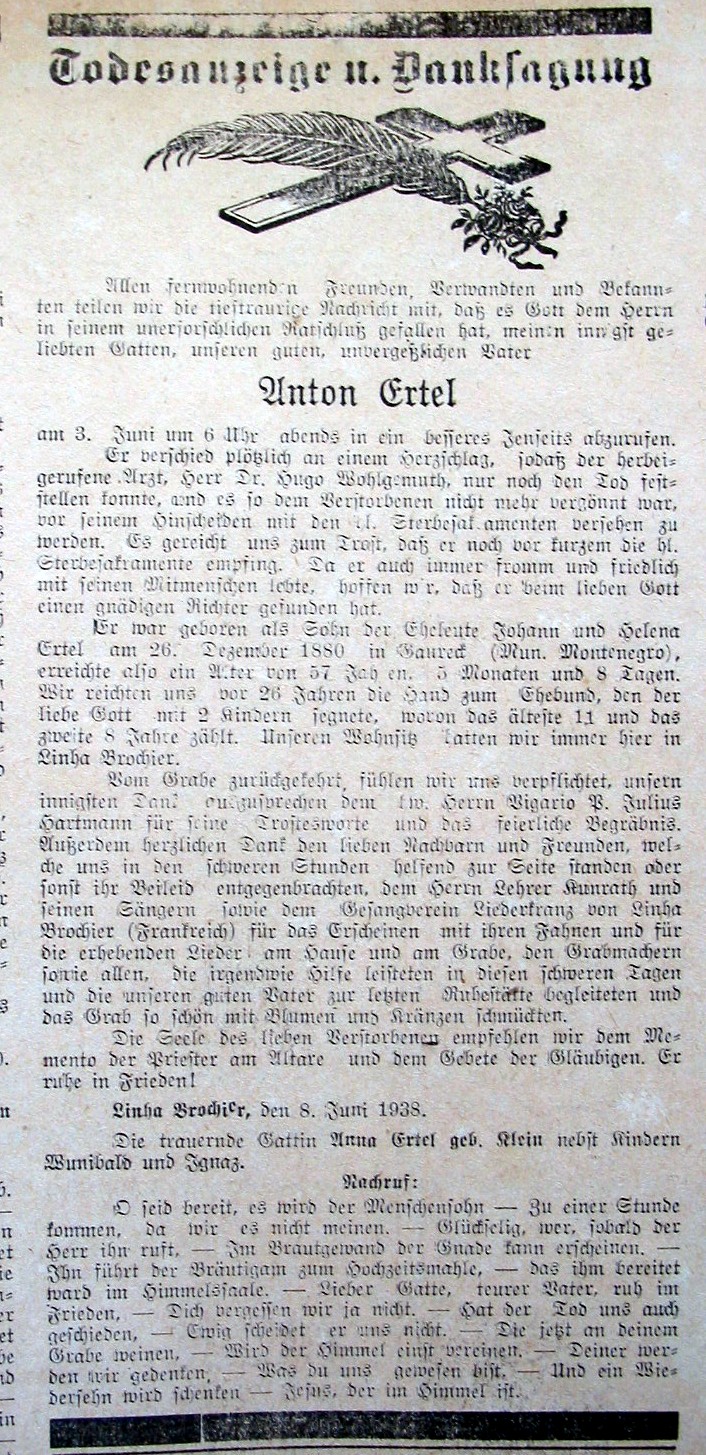 Todesanzeige u. Danksagung
Allen fernwohnenden Freunden, Verwandten und Bekann-
ten teilen wir die tieftraurige Nachricht mit, daß es Gott dem Herrn
in seinem unerforschlichen Ratschluß gefallen hat, meinen innigst ge-
liebten Gatten, unseren guten, unvergeßlichen Vater
Anton Ertel
am 3. Juni um 6 Uhr abends in ein besseres Jenseits abzurufen.
Er verschied plötzlich an einem Herzschlag, sodaß der herbei-
gerufene Arzt, Herr Dr. Hugo Wohlgemuth, nur noch den Tod fest-
stellen konnte, und es so dem Verstorbenen nicht mehr vergönnt war,
vor seinem Hinscheiden mit den hl. Sterbesakramenten versehen zu
werden. Es gereicht uns zum Trost, daß er noch vor kurzem die hl.
Sterbesakramente empfing. Da er auch immer fromm und friedlich
mit seinen Mitmenschen lebte, hoffen wir, daß er beim lieben Gott
einen gnädigen Richter gefunden hat.
Er war geboren als Sohn der Eheleute Johann und Helena
Ertel am 26. Dezember 1880 in Gaureck (Mun. Montenegro),
erreichte also ein Alter von 57 Jahren, 5 Monaten und 8 Tagen.
Wir reichten uns vor 26 Jahren die Hand zum Ehebund, den der
liebe Gott mit 2 Kindern segnete, woron das älteste 11 und das
zweite 8 Jahre zählt. Unseren Wohnsitz hatten wir immer hier in
Linha Brochier.
Vom Grabe zurückgekehrt, fühlen wir uns verpflichtet, unsern
innigsten Dank auszusprechen dem Herrn Vigario P. Julius
Hartmann für seine Trostesworte und das feierliche Begräbnis.
Außerdem herzlichen Dank den lieben Nachbarn und Freunden, wel-
che uns in den schweren Stunden helfend zur Seite standen oder
sonst ihr Beileid entgegenbrachten, dem Herrn Lehrer Kunrath und
seinen Sängern sowie dem Gesangverein Liederkranz von Linha
Brochier (Frankreich) für das Erscheinen mit ihren Fahnen und für
die erhebenden Lieder am Hause und am Grabe, den Grabmachern
sowie allen, die irgendwie Hilfe leisteten in diesen schweren Tagen
und die unseren guten Vater zur letzten Ruhestätte begleiteten und
das Grab so schön mit Blumen und Kränzen schmückten.
Die Seele des lieben Verstorbenen empfehlen wir dem Me-
mento der Priester am Altare und dem Gebete der Gläubigen. Er
ruhe in Frieden!
Linha Brochier, den 8. Juni 1938.
Die trauernde Gattin Anna Ertel geb. Klein nebst Kindern
Wunibald und Ignaz.
Nachruf:
O seid bereit, es wird der Menschensohn — Zu einer Stunde
kommen, da wir es nicht meinen. — Glückselig, wer, sobald der
Herr ihn ruft, — Im Brautgewand der Gnade kann erscheinen. —
Ihn führt der Bräutigam zum Hochzeitsmahle, — das ihm bereitet
ward im Himmelssaale. — Lieber Gatte, teurer Vater, ruh im
Frieden, — Dich vergessen wir ja nicht. — Hat der Tod uns auch
geschieden, — Ewig scheidet er uns nicht. — Die jetzt an deinem
Grabe weinen, — Wird der Himmel einst vereinen. — Deiner wer-
den wir gedenken, — Was du uns gewesen bist, — Und ein Wie-
dersehn wird schenken — Jesus, der im Himmel ist.